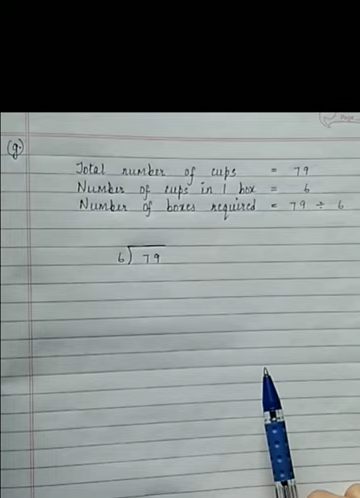 Page
(g)
Total number of cups = 79
Number of cups in 1 box = 6
Number of boxes required = 79 ÷ 6
6)79